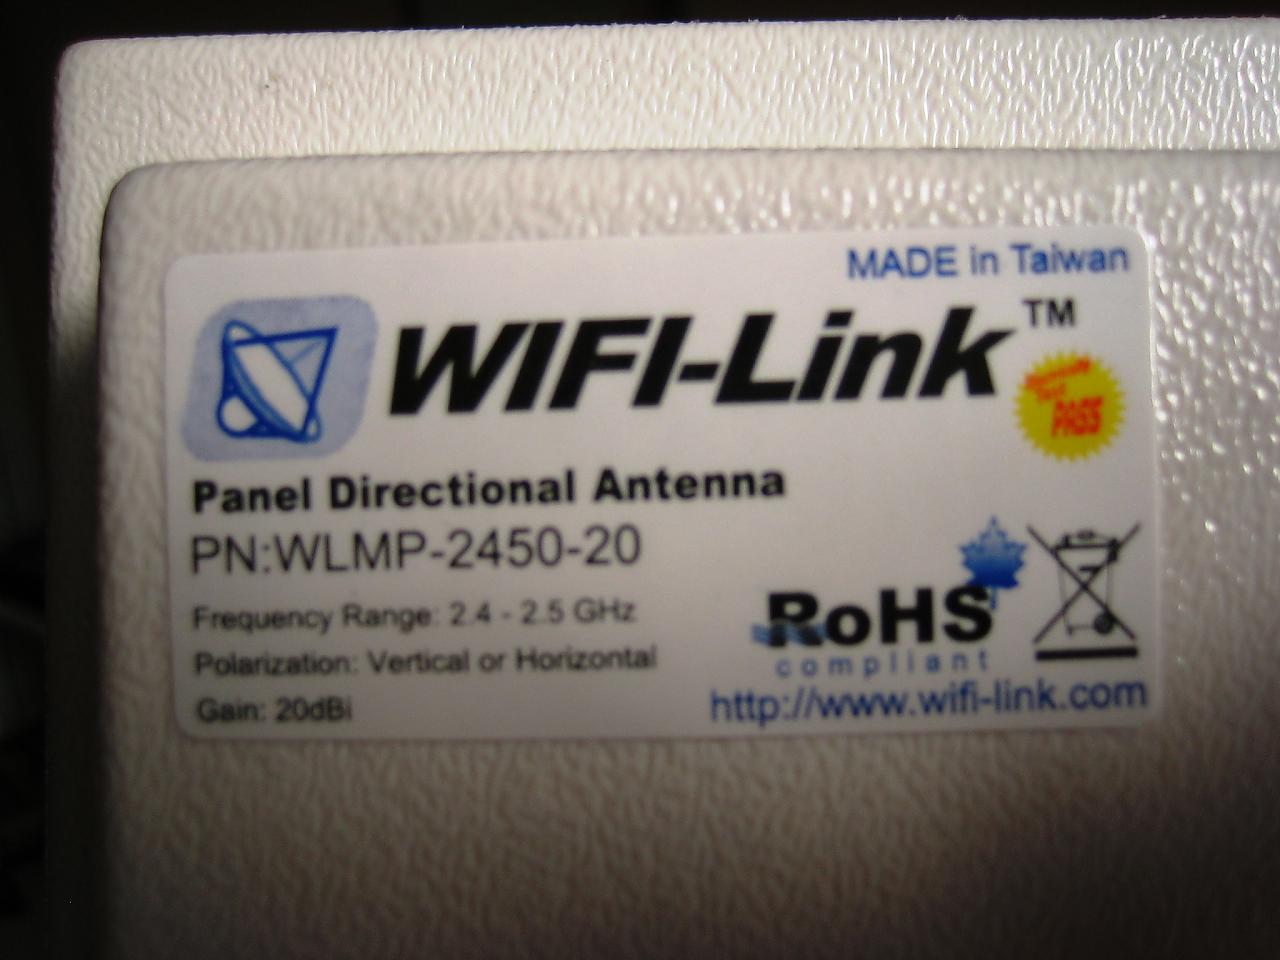 MADE in Taiwan
WIFI-Link™
Test
PASS
Panel Directional Antenna
PN:WLMP-2450-20
Frequency Range: 2.4 - 2.5 GHz
Polarization: Vertical or Horizontal
Gain: 20dBi
RoHS
compliant
http://www.wifi-link.com